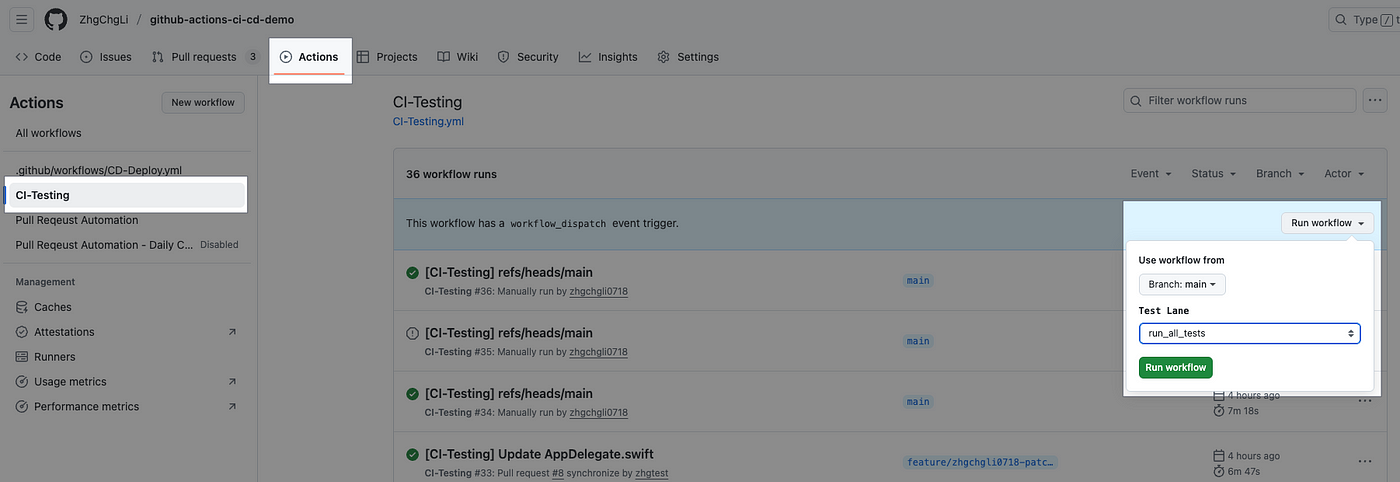 ZhgChgLi / github-actions-ci-cd-demo
Type / t
Code
Issues
Pull requests 3
Actions
Projects
Wiki
Security
Insights
Settings
Actions
New workflow
All workflows
.github/workflows/CD-Deploy.yml
CI-Testing
Pull Reqeust Automation
Pull Reqeust Automation - Daily C... Disabled
Management
Caches
Attestations
Runners
Usage metrics
Performance metrics
CI-Testing
CI-Testing.yml
Filter workflow runs
36 workflow runs
Event
Status
Branch
Actor
This workflow has a workflow_dispatch event trigger.
Run workflow
Use workflow from
Branch: main
Test Lane
run_all_tests
Run workflow
[CI-Testing] refs/heads/main
CI-Testing #36: Manually run by zhgchgli0718
main
[CI-Testing] refs/heads/main
CI-Testing #35: Manually run by zhgchgli0718
main
[CI-Testing] refs/heads/main
CI-Testing #34: Manually run by zhgchgli0718
main
4 hours ago
7m 18s
[CI-Testing] Update AppDelegate.swift
CI-Testing #33: Pull request #8 synchronize by zhgtest
feature/zhgchgli0718-patc...
4 hours ago
6m 47s